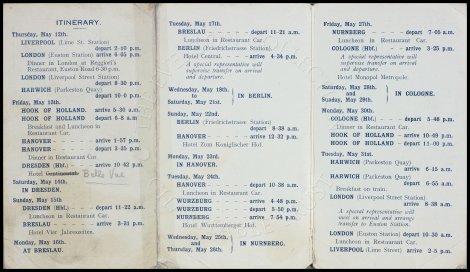 ITINERARY.
Thursday, May 12th.
LIVERPOOL (Lime St. Station)
depart 2-10 p.m.
LONDON (Euston Station) arrive 6-05 p.m.
Dinner in London at Reggiori's
Restaurant, Euston Road 6-30 p.m.
LONDON (Liverpool Street Station)
depart 8-30 p.m.
HARWICH (Parkeston Quay)
depart 10-0 p.m.
Friday, May 13th.
HOOK OF HOLLAND. arrive 5-30 a.m.
HOOK OF HOLLAND. depart 6-8 a.m.
Breakfast and Luncheon in
Restaurant Car.
HANOVER - - - arrive 1-57 p.m.
HANOVER - - - depart 3-35 p.m.
Dinner in Restaurant Car.
DRESDEN (Hbf.) - - arrive 10-42 p.m.
Hotel Continental. Belle Vue
Saturday, May 14th.
IN DRESDEN.
Sunday, May 15th
DRESDEN (Hbf.) - depart 11-22 a.m.
Luncheon in Restaurant Car.
BRESLAU - - - arrive 3-31 p.m.
Hotel Vier Jahreszeiten.
Monday, May 16th.
AT BRESLAU.
Tuesday, May 17th.
BRESLAU - - - depart 11-21 a.m.
Luncheon in Restaurant Car.
BERLIN (Friedrichstrasse Station).
Hotel Central. - - arrive 4-34 p.m.
A special representative will
superose transfer on arrival
and departure.
Wednesday, May 18th
to
Saturday, May 21st.
IN BERLIN.
Sunday, May 22nd.
BERLIN (Friedrichstrasse Station)
depart 8-39 a.m.
HANOVER - - - arrive 12-32 p.m.
Hotel Zum Koniglischer Hof.
Monday, May 23rd.
IN HANOVER.
Tuesday, May 24th.
HANOVER - - - depart 10-38 a.m.
Luncheon in Restaurant Car.
WURZBURG - - - arrive 4-48 p.m.
WURZBURG - - - depart 5-50 p.m.
NURNBERG - - - arrive 7-54 p.m.
Hotel Wurttemberger Hof.
Wednesday, May 25th
and
Thursday, May 26th.
IN NURNBERG.
Friday, May 27th.
NURNBERG - - depart 7-05 a.m.
Luncheon in Restaurant Car.
COLOGNE (Hbf.) - - arrive 3-25 p.m.
A special representative will
superose transfer on arrival
and departure.
Hotel Monopol Metropole.
Saturday, May 28th
and
Sunday, May 29th.
IN COLOGNE.
Monday, May 30th.
COLOGNE (Hbf.) - - depart 5-46 p.m.
Dinner in Restaurant Car.
HOOK OF HOLLAND - arrive 10-49 p.m.
HOOK OF HOLLAND - depart 11-00 p.m.
Tuesday, May 31st.
HARWICH (Parkeston Quay)
arrive 6-15 a.m.
HARWICH (Parkeston Quay)
depart 6-55 a.m.
Breakfast on train.
LONDON (Liverpool Street Station)
arrive 8-38 a.m.
A special representative will
meet on arrival and arrange
transfer to Euston Station.
LONDON (Euston Station) depart 10-30 a.m.
Luncheon in Restaurant Car.
LIVERPOOL (Lime Street) - arrive 2-05 p.m.